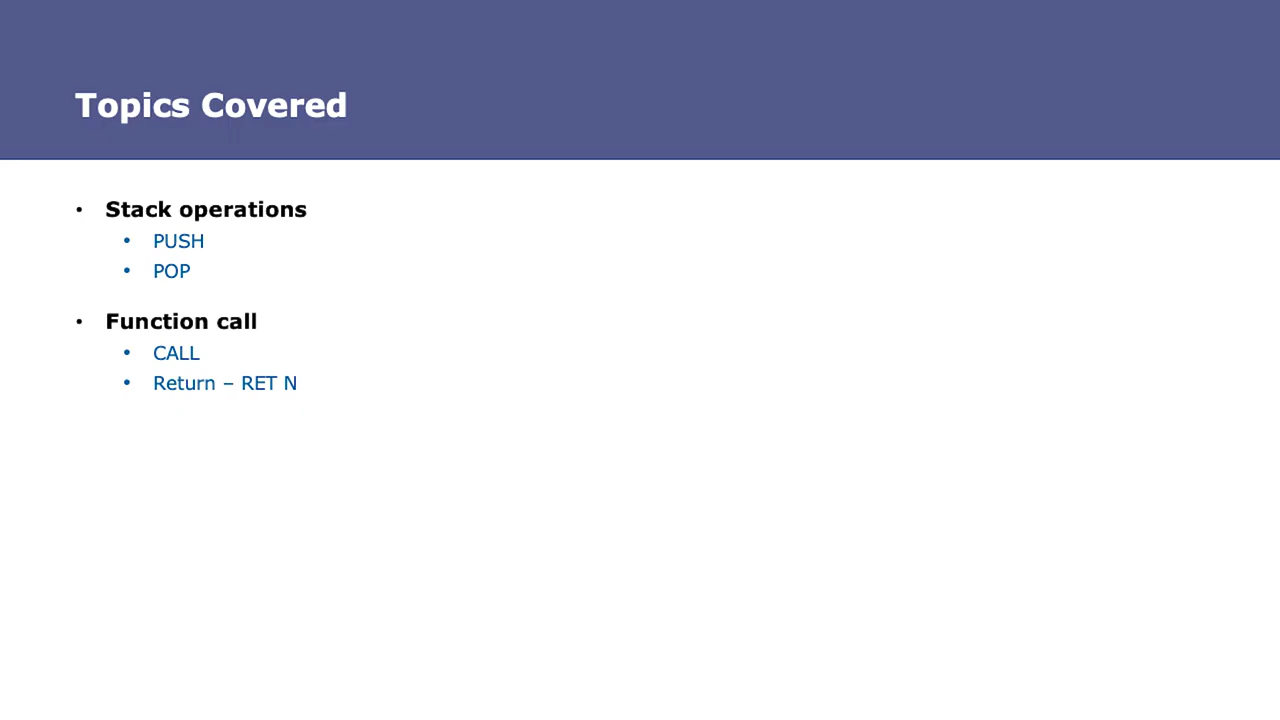 Topics Covered
• Stack operations
• PUSH
• POP
• Function call
• CALL
• Return – RET N